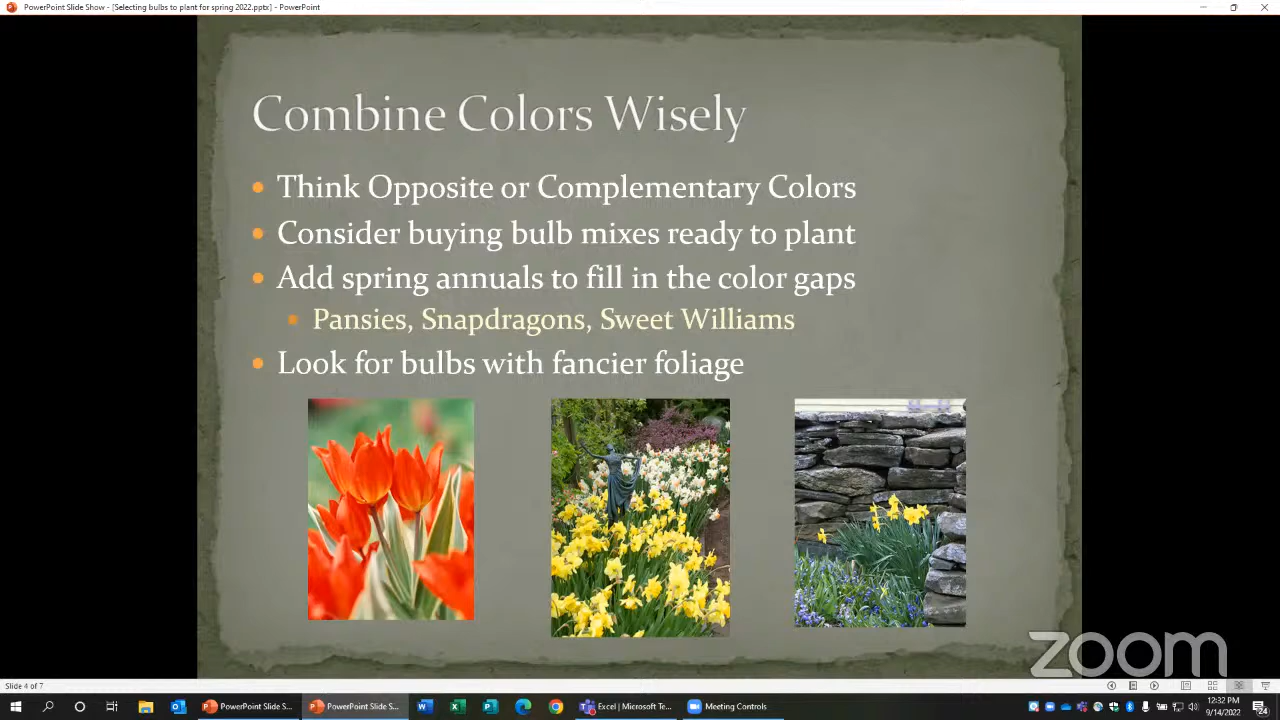 PowerPoint Slide Show - [Selecting bulbs to plant for spring 2022.pptx] - PowerPoint
Combine Colors Wisely
Think Opposite or Complementary Colors
Consider buying bulb mixes ready to plant
Add spring annuals to fill in the color gaps
Pansies, Snapdragons, Sweet Williams
Look for bulbs with fancier foliage
zoom
Slide 4 of 7
PowerPoint Slide S...
PowerPoint Slide S...
Excel | Microsoft Te...
Meeting Controls
12:32 PM
9/14/2022
24